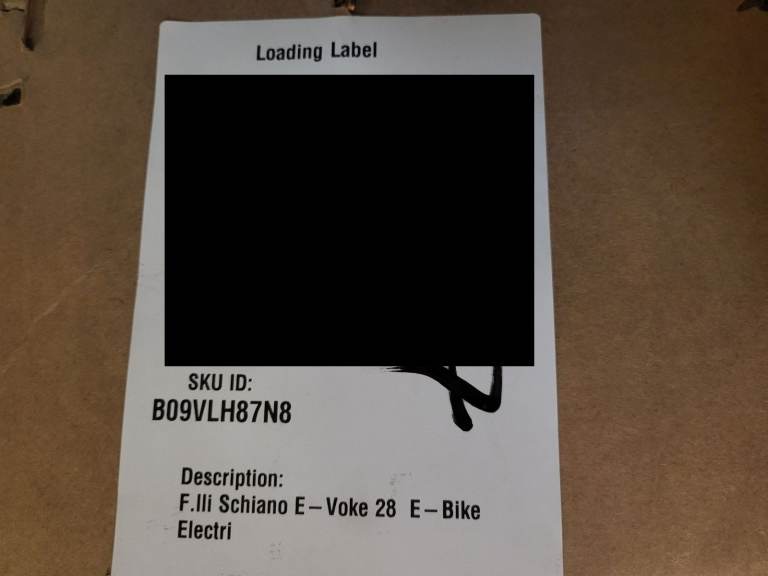 Loading Label
SKU ID:
B09VLH87N8
Description:
F.lli Schiano E-Voke 28 E-Bike
Electri